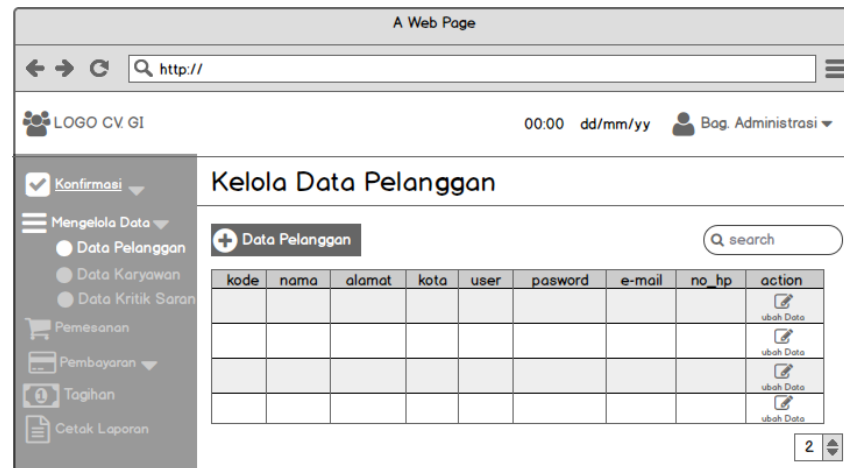 A Web Page
http://
LOGO CV. GI
00:00 dd/mm/yy Bag. Administrasi
Konfirmasi
Mengelola Data
Data Pelanggan
Data Karyawan
Data Kritik Saran
Pemesanan
Pembayaran
1 Tagihan
Cetak Laporan
Kelola Data Pelanggan
Data Pelanggan
search
kode nama alamat kota user pasword e-mail no_hp action
ubah Data
ubah Data
ubah Data
ubah Data
2